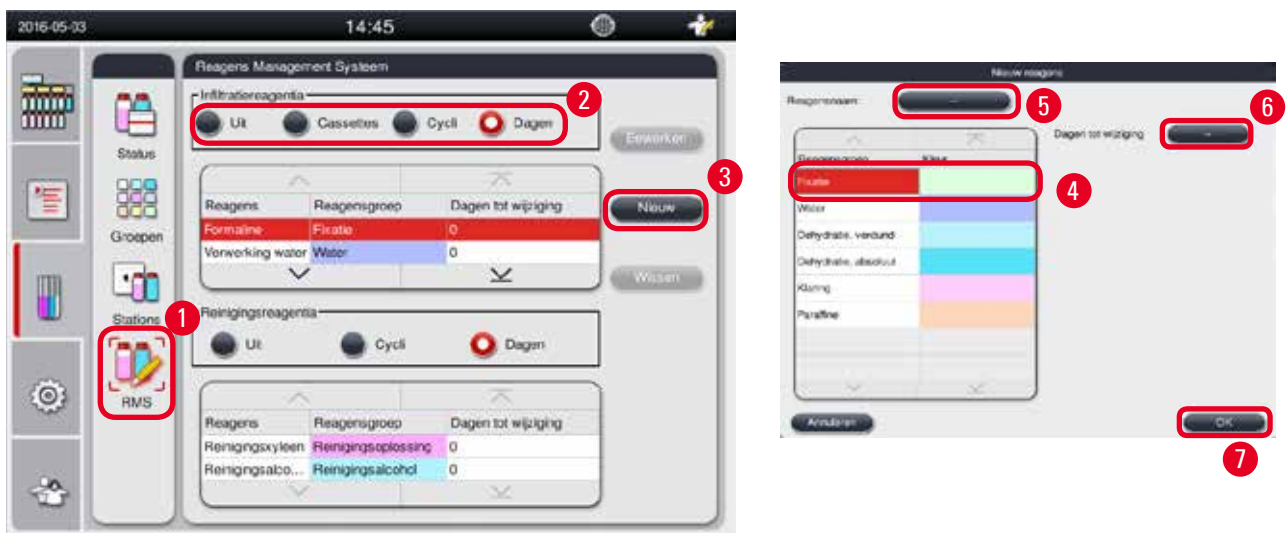 2016-05-03 14:45
Reagens Management Systeem
Infiltratiereagentia
2
Uit Cassettes Cycli Dagen
Bewerken
Status
3
Reagens Reagensgroep Dagen tot wijziging
Nieuw
Formaline Fixatie 0
Verwerking water Water 0
Groepen
Wissen
Stations
1
Reinigingsreagentia
Uit Cycli Dagen
RMS
Reagens Reagensgroep Dagen tot wijziging
Reinigingsxyleen Reinigingsoplossing 0
Reinigingsalco... Reinigingsalcohol 0
Nieuw reagens
Reagensnaam: --
5
6
Dagen tot wijziging --
Reagensgroep Kleur
Fixatie
4
Water
Dehydratie, verdund
Dehydratie, absoluut
Klaring
Paraffine
Annuleren
OK
7